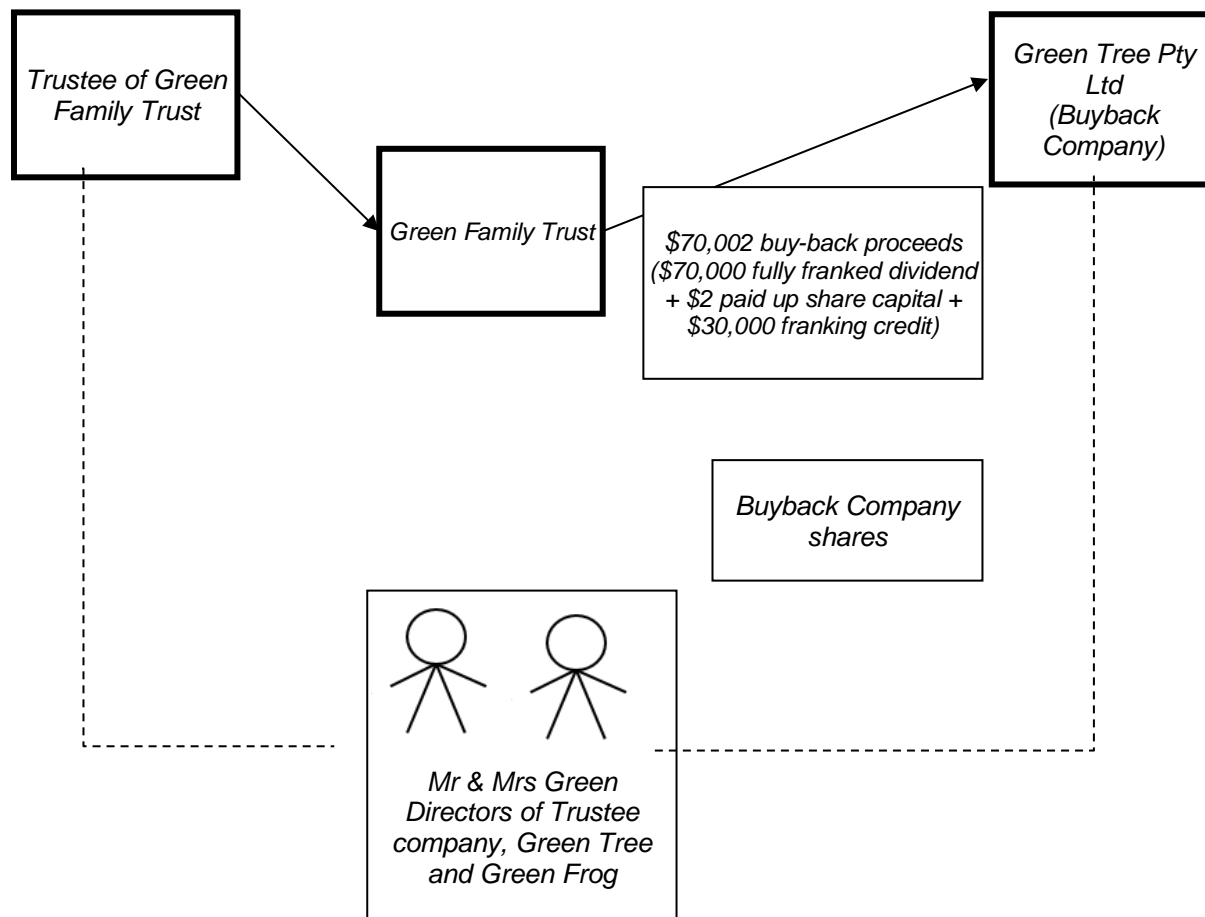 Trustee of Green
Family Trust
Green Tree Pty
Ltd
(Buyback
Company)
Green Family Trust
$70,002 buy-back proceeds
($70,000 fully franked dividend
+ $2 paid up share capital +
$30,000 franking credit)
Buyback Company
shares
Mr & Mrs Green
Directors of Trustee
company, Green Tree
and Green Frog